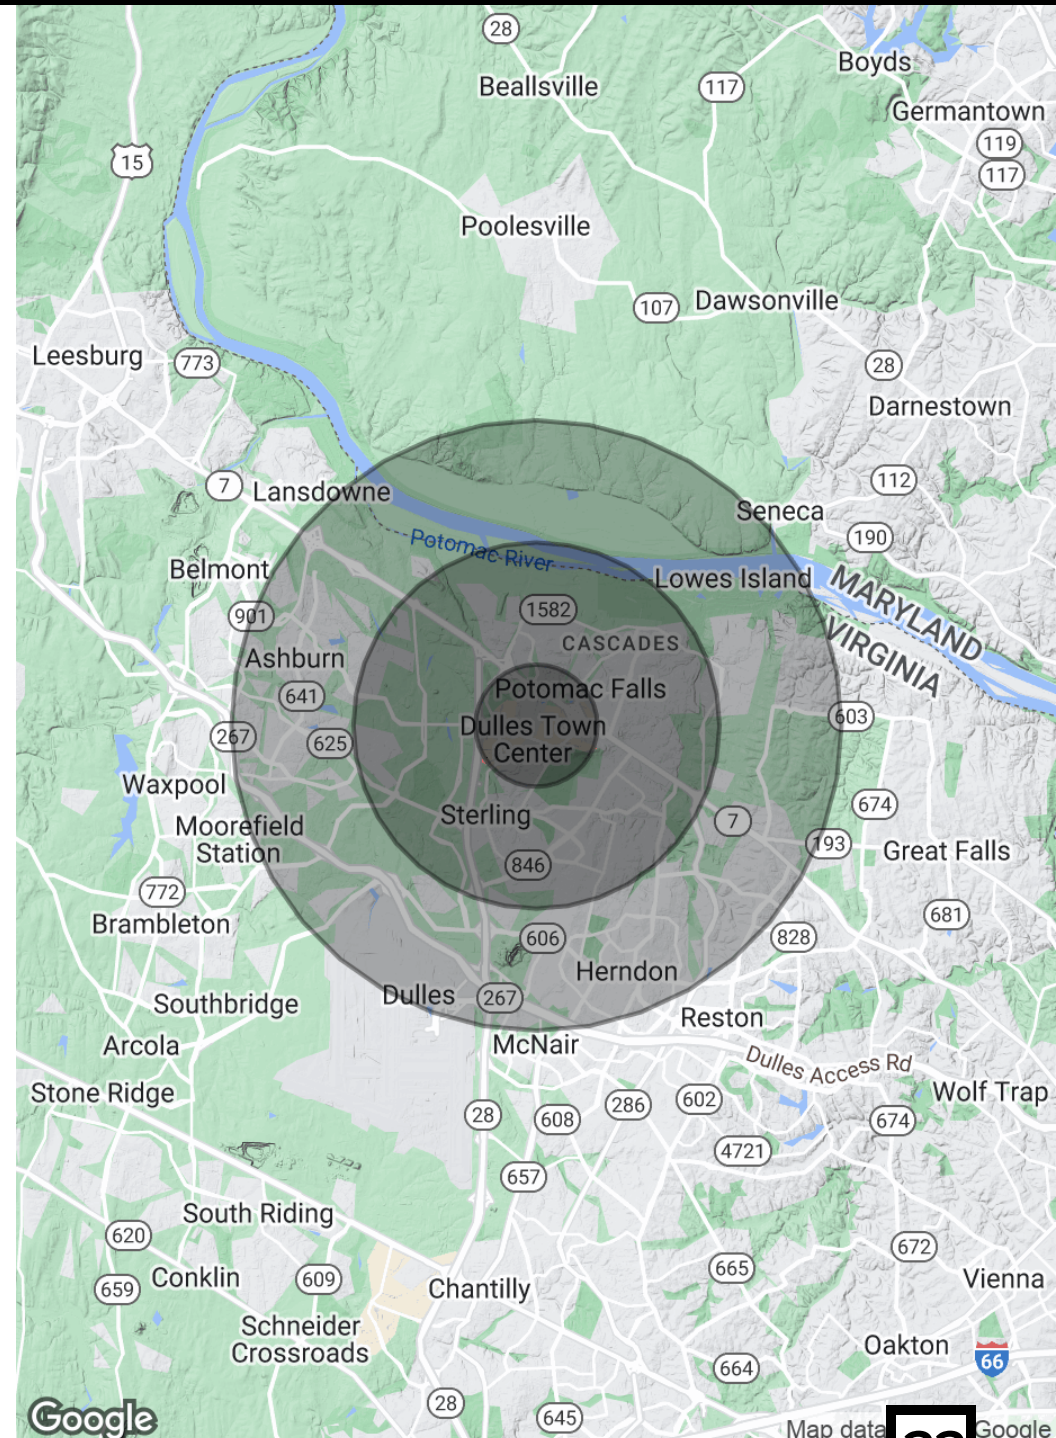 28
Boyds
Beallsville
117
Germantown
119
15
117
Poolesville
107
Dawsonville
Leesburg
773
28
Darnestown
7
Lansdowne
112
Seneca
190
Potomac River
Belmont
Lowes Island
MARYLAND
901
1582
VIRGINIA
CASCADES
Ashburn
641
Potomac Falls
603
267
625
Dulles Town
Center
Waxpool
674
Sterling
7
Moorefield
Station
193
Great Falls
846
772
Brambleton
681
606
828
Herndon
Dulles
267
Southbridge
Reston
Arcola
McNair
Dulles Access Rd
Stone Ridge
Wolf Trap
28
608
286
602
674
4721
657
South Riding
620
672
665
659
Conklin
609
Chantilly
Vienna
Schneider
Crossroads
Oakton
66
664
28
645
Google
Map data
Google